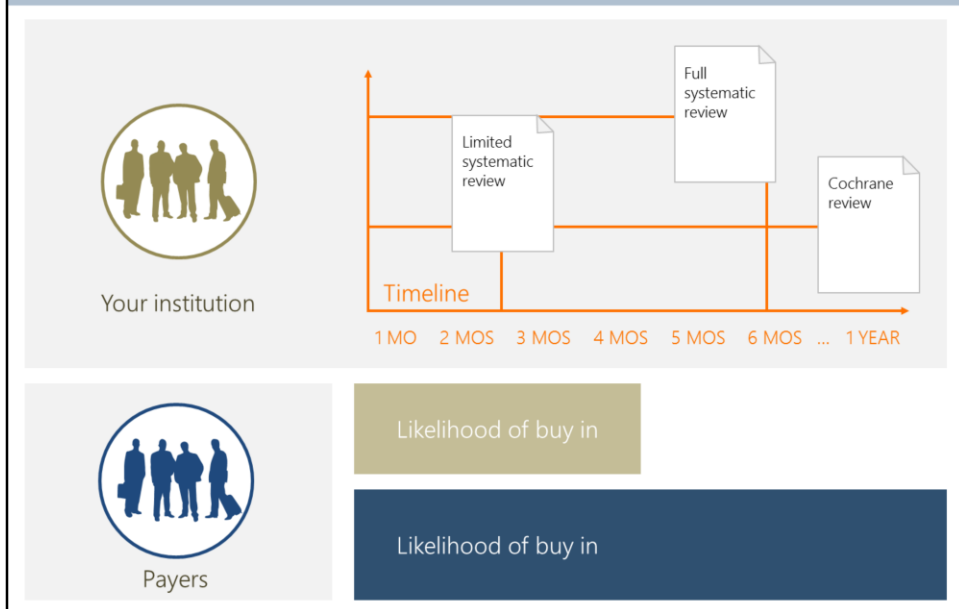 Full
systematic
review
Limited
systematic
review
Cochrane
review
Your institution
Timeline
1 MO 2 MOS 3 MOS 4 MOS 5 MOS 6 MOS ... 1 YEAR
Likelihood of buy in
Likelihood of buy in
Payers